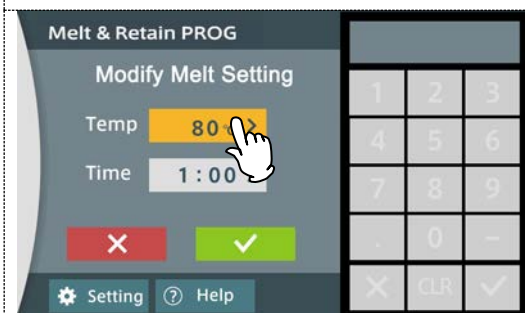 Melt & Retain PROG
Modify Melt Setting
Temp 80
Time 1:00
Setting ? Help
1 2 3
4 5 6
7 8 9
. 0 -
CLR